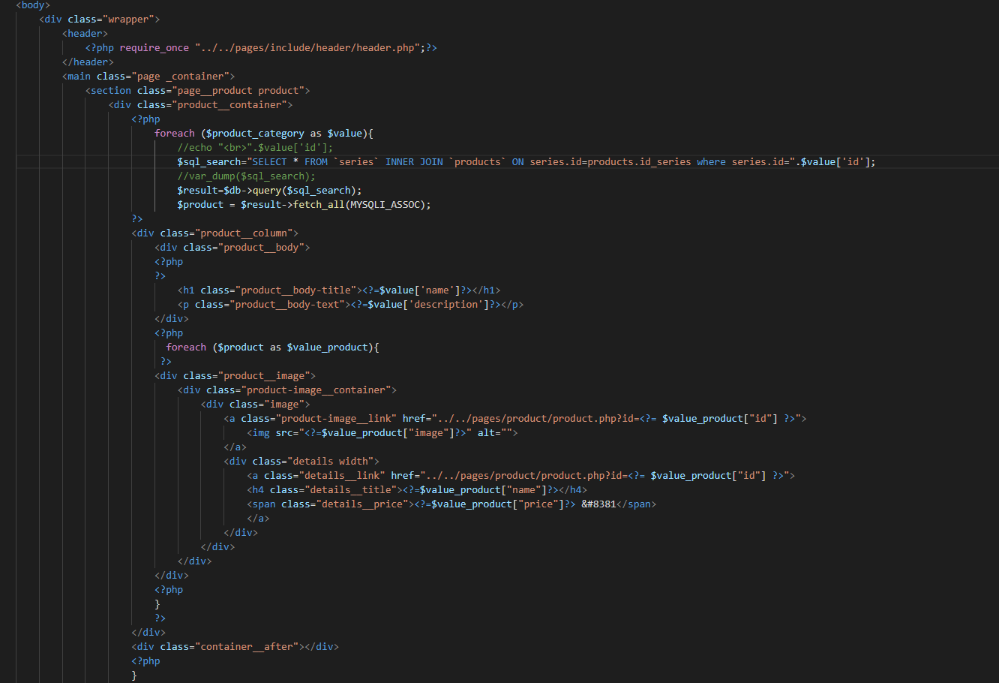 <body>
<div class="wrapper">
<header>
<?php require_once "../../pages/include/header/header.php";?>
</header>
<main class="page _container">
<section class="page__product product">
<div class="product__container">
<?php
foreach ($product_category as $value){
//echo "<br>".$value['id'];
$sql_search="SELECT * FROM `series` INNER JOIN `products` ON series.id=products.id_series where series.id=".$value['id'];
//var_dump($sql_search);
$result=$db->query($sql_search);
$product = $result->fetch_all(MYSQLI_ASSOC);
?>
<div class="product__column">
<div class="product__body">
<?php
?>
<h1 class="product__body-title"><?=$value['name']?></h1>
<p class="product__body-text"><?=$value['description']?></p>
</div>
<?php
foreach ($product as $value_product){
?>
<div class="product__image">
<div class="product-image__container">
<div class="image">
<a class="product-image__link" href="../../pages/product/product.php?id=<?= $value_product["id"] ?>">
<img src="<?=$value_product["image"]?>" alt="">
</a>
<div class="details width">
<a class="details__link" href="../../pages/product/product.php?id=<?= $value_product["id"] ?>">
<h4 class="details__title"><?=$value_product["name"]?></h4>
<span class="details__price"><?=$value_product["price"]?> &#8381</span>
</a>
</div>
</div>
</div>
</div>
<?php
}
?>
</div>
<div class="container__after"></div>
<?php
}